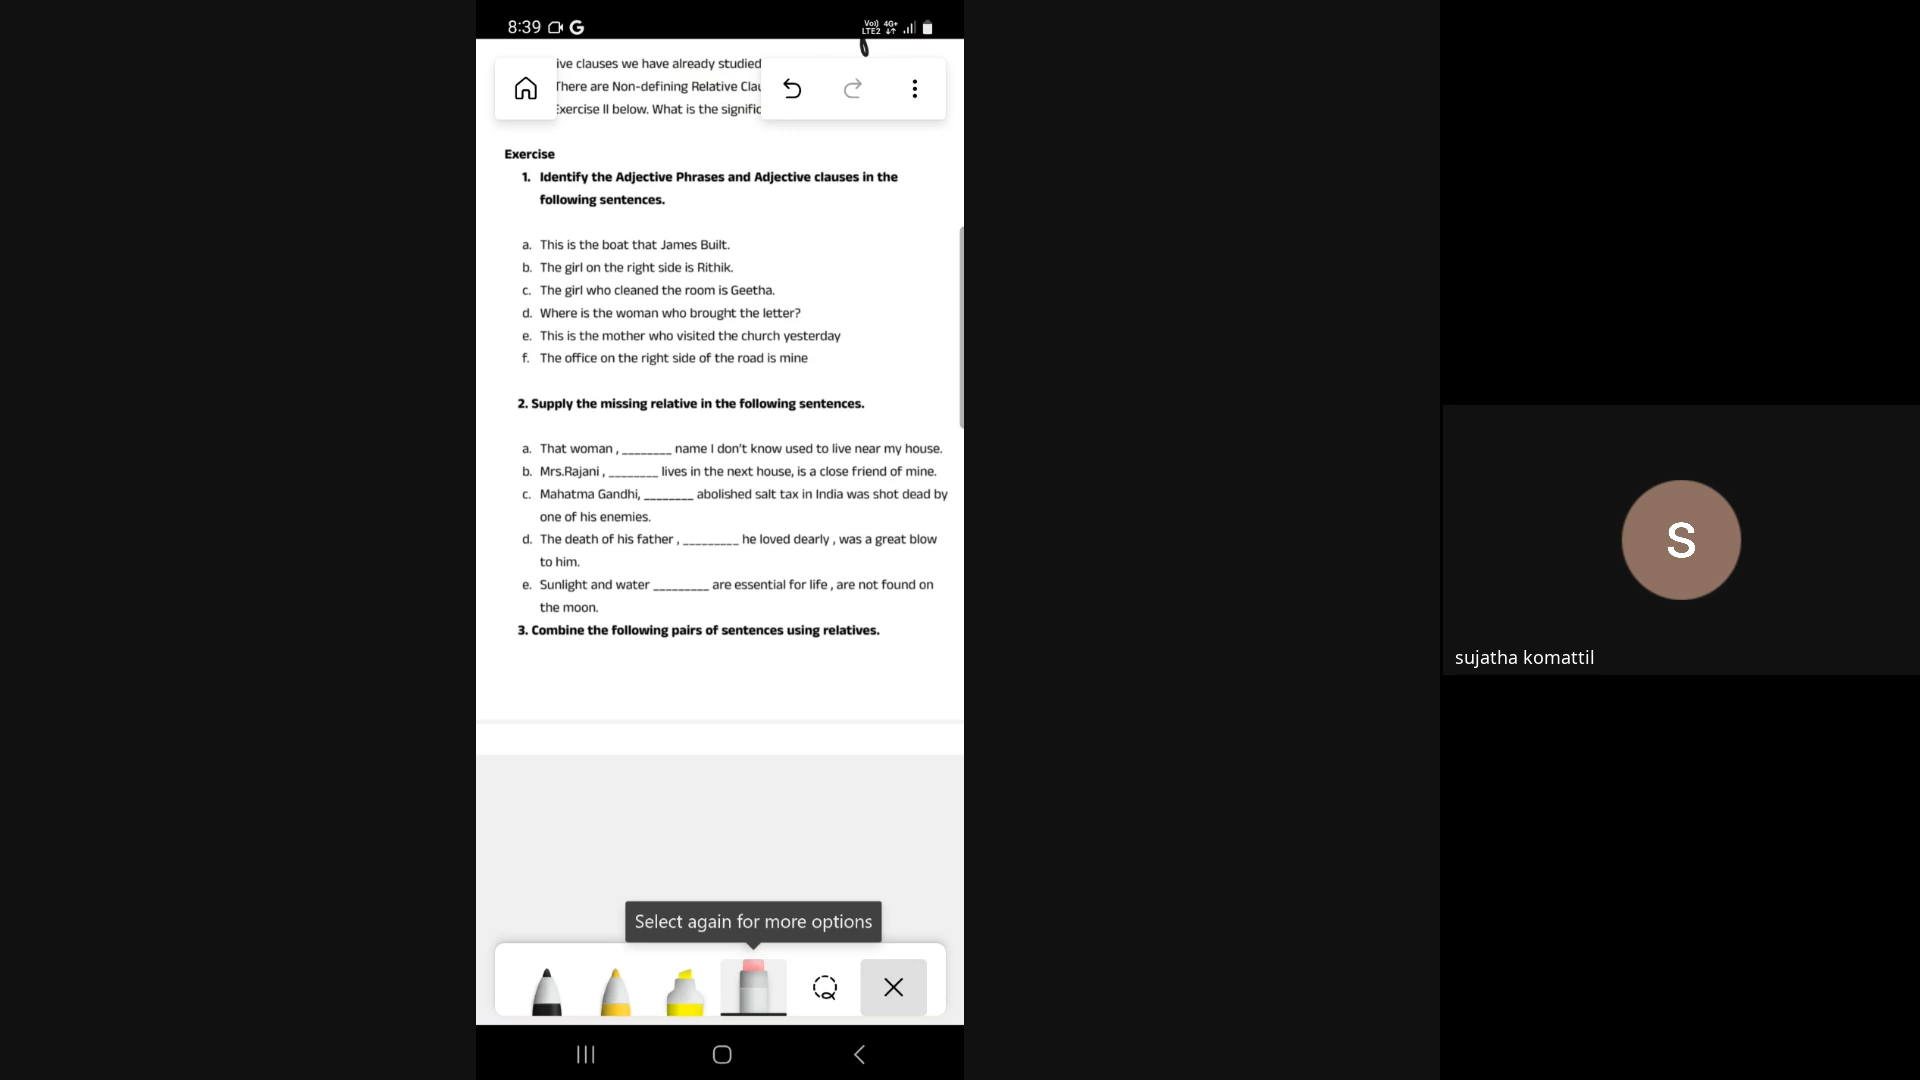 8:39
Vo)) 4G+
LTE2
ive clauses we have already studied
There are Non-defining Relative Clau
Exercise II below. What is the signific
Exercise
1. Identify the Adjective Phrases and Adjective clauses in the
following sentences.
a. This is the boat that James Built.
b. The girl on the right side is Rithik.
c. The girl who cleaned the room is Geetha.
d. Where is the woman who brought the letter?
e. This is the mother who visited the church yesterday
f. The office on the right side of the road is mine
2. Supply the missing relative in the following sentences.
a. That woman , ________ name I don't know used to live near my house.
b. Mrs.Rajani , ________ lives in the next house, is a close friend of mine.
c. Mahatma Gandhi, ________ abolished salt tax in India was shot dead by
one of his enemies.
d. The death of his father , _________ he loved dearly , was a great blow
to him.
e. Sunlight and water _________ are essential for life , are not found on
the moon.
3. Combine the following pairs of sentences using relatives.
Select again for more options
S
sujatha komattil